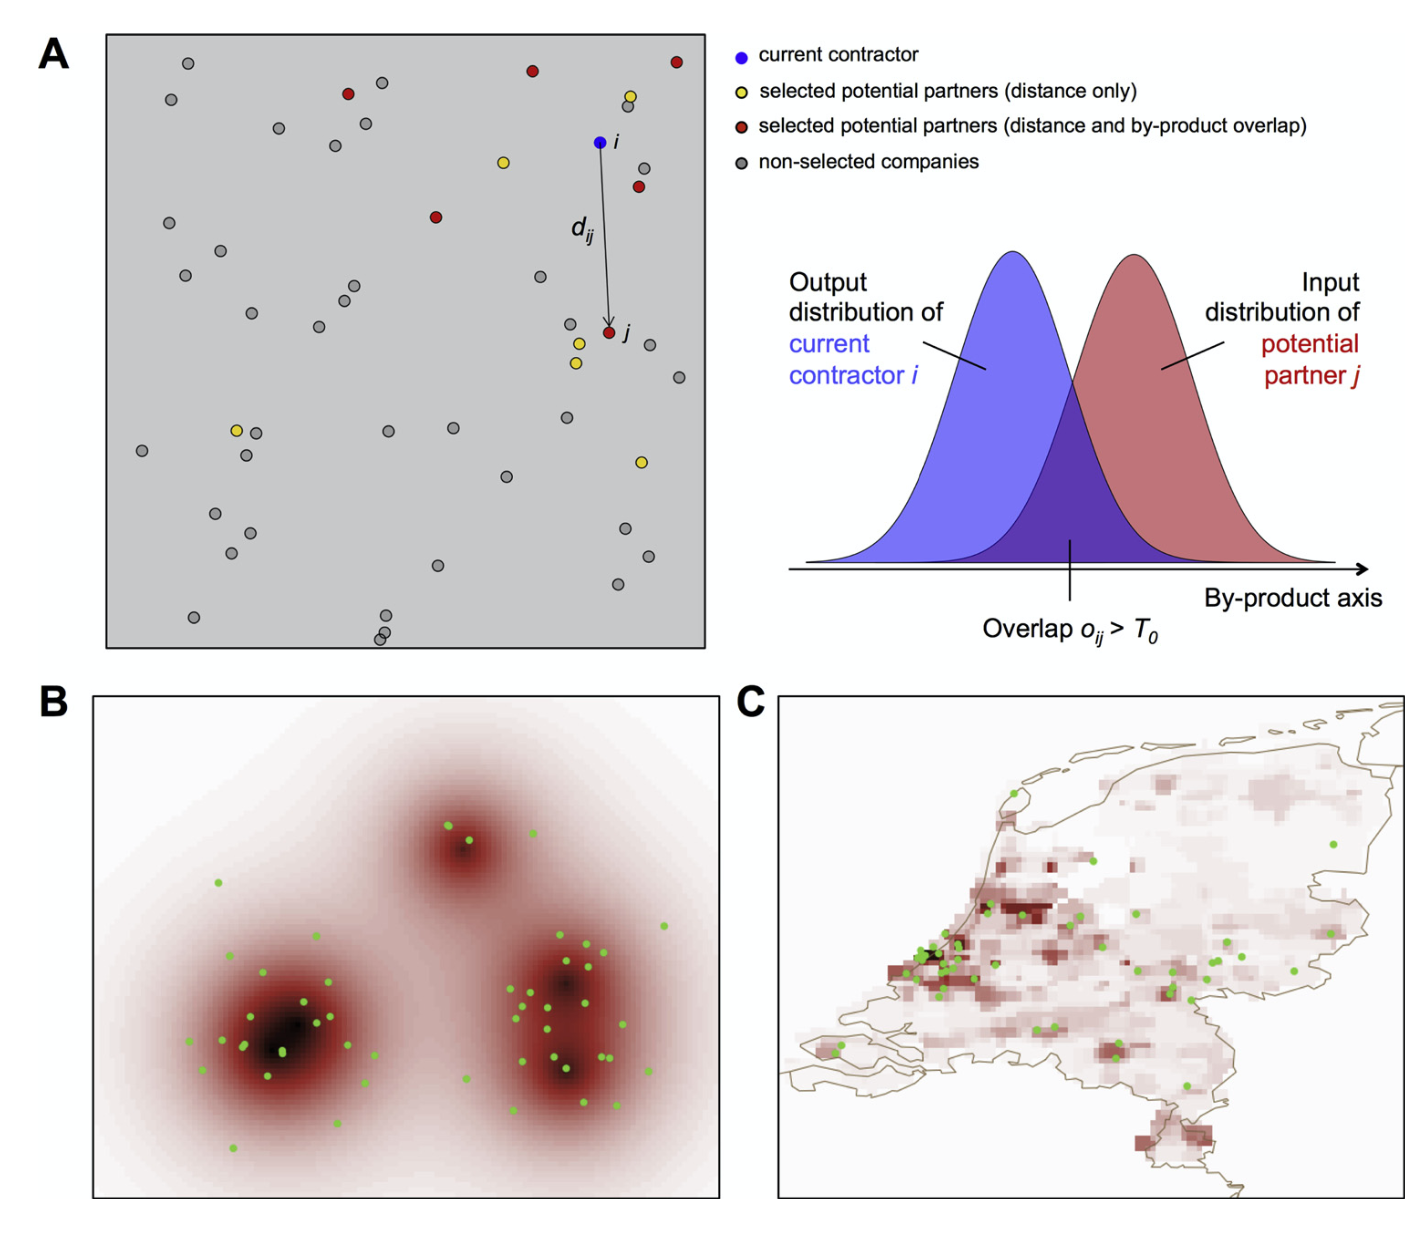 A
current contractor
selected potential partners (distance only)
selected potential partners (distance and by-product overlap)
non-selected companies
i
dij
j
Output
distribution of
current
contractor i
Input
distribution of
potential
partner j
By-product axis
Overlap oij > T0
B
C